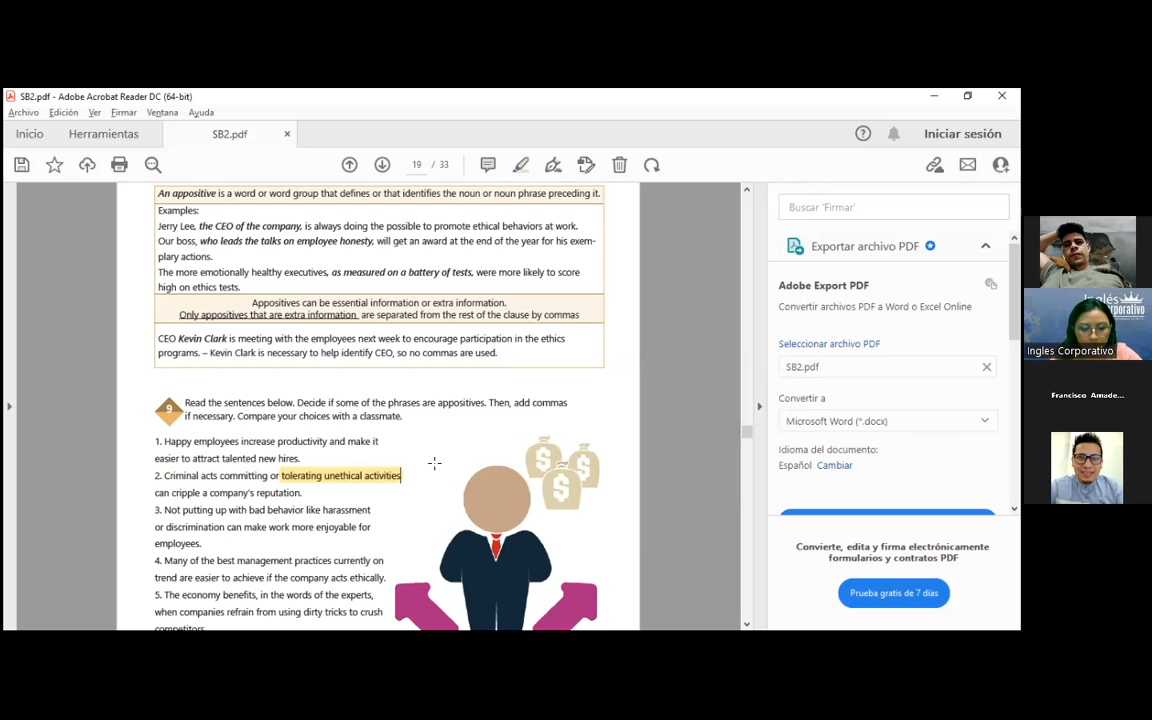 SB2.pdf - Adobe Acrobat Reader DC (64-bit)
Archivo Edición Ver Firmar Ventana Ayuda
Inicio Herramientas SB2.pdf × Iniciar sesión
19 / 33
An appositive is a word or word group that defines or that identifies the noun or noun phrase preceding it.
Examples:
Jerry Lee, the CEO of the company, is always doing the possible to promote ethical behaviors at work.
Our boss, who leads the talks on employee honesty, will get an award at the end of the year for his exem-
plary actions.
The more emotionally healthy executives, as measured on a battery of tests, were more likely to score
high on ethics tests.
Appositives can be essential information or extra information.
Only appositives that are extra information are separated from the rest of the clause by commas
CEO Kevin Clark is meeting with the employees next week to encourage participation in the ethics
programs. – Kevin Clark is necessary to help identify CEO, so no commas are used.
9
Read the sentences below. Decide if some of the phrases are appositives. Then, add commas
if necessary. Compare your choices with a classmate.
1. Happy employees increase productivity and make it
easier to attract talented new hires.
2. Criminal acts committing or tolerating unethical activities
can cripple a company's reputation.
3. Not putting up with bad behavior like harassment
or discrimination can make work more enjoyable for
employees.
4. Many of the best management practices currently on
trend are easier to achieve if the company acts ethically.
5. The economy benefits, in the words of the experts,
when companies refrain from using dirty tricks to crush
competitors.
$ $ $
Buscar 'Firmar'
Exportar archivo PDF
Adobe Export PDF
Convertir archivos PDF a Word o Excel Online
Seleccionar archivo PDF
SB2.pdf
Convertir a
Microsoft Word (*.docx)
Idioma del documento:
Español Cambiar
Convierte, edita y firma electrónicamente
formularios y contratos PDF
Prueba gratis de 7 días
Inglés
Corporativo
Ingles Corporativo
Francisco Amade...